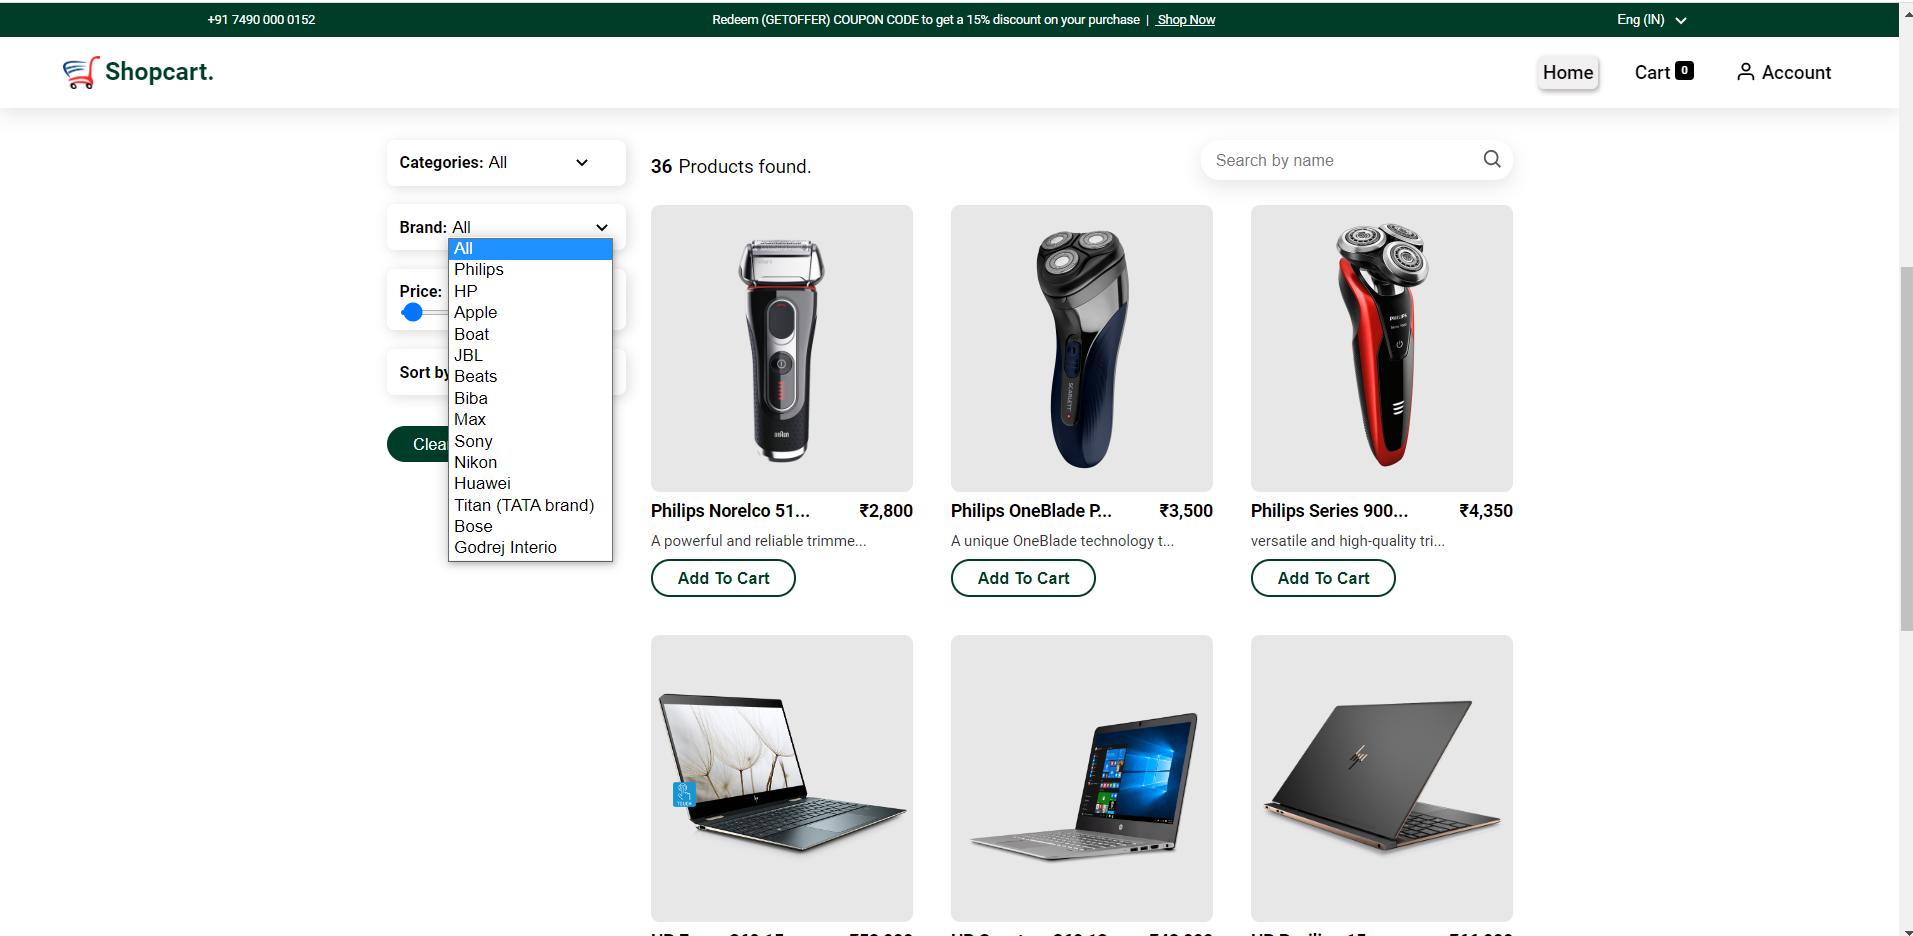 +91 7490 000 0152
Redeem (GETOFFER) COUPON CODE to get a 15% discount on your purchase | Shop Now
Eng (IN)
Shopcart.
Home
Cart 0
Account
Categories: All
36 Products found.
Search by name
Brand: All
All
Philips
HP
Apple
Boat
JBL
Beats
Biba
Max
Sony
Nikon
Huawei
Titan (TATA brand)
Bose
Godrej Interio
Price:
Sort by
Clea
BRAUN
SCARLETT
PHILIPS
Philips Norelco 51... ₹2,800
A powerful and reliable trimme...
Add To Cart
Philips OneBlade P... ₹3,500
A unique OneBlade technology t...
Add To Cart
Philips Series 900... ₹4,350
versatile and high-quality tri...
Add To Cart
TOUCH